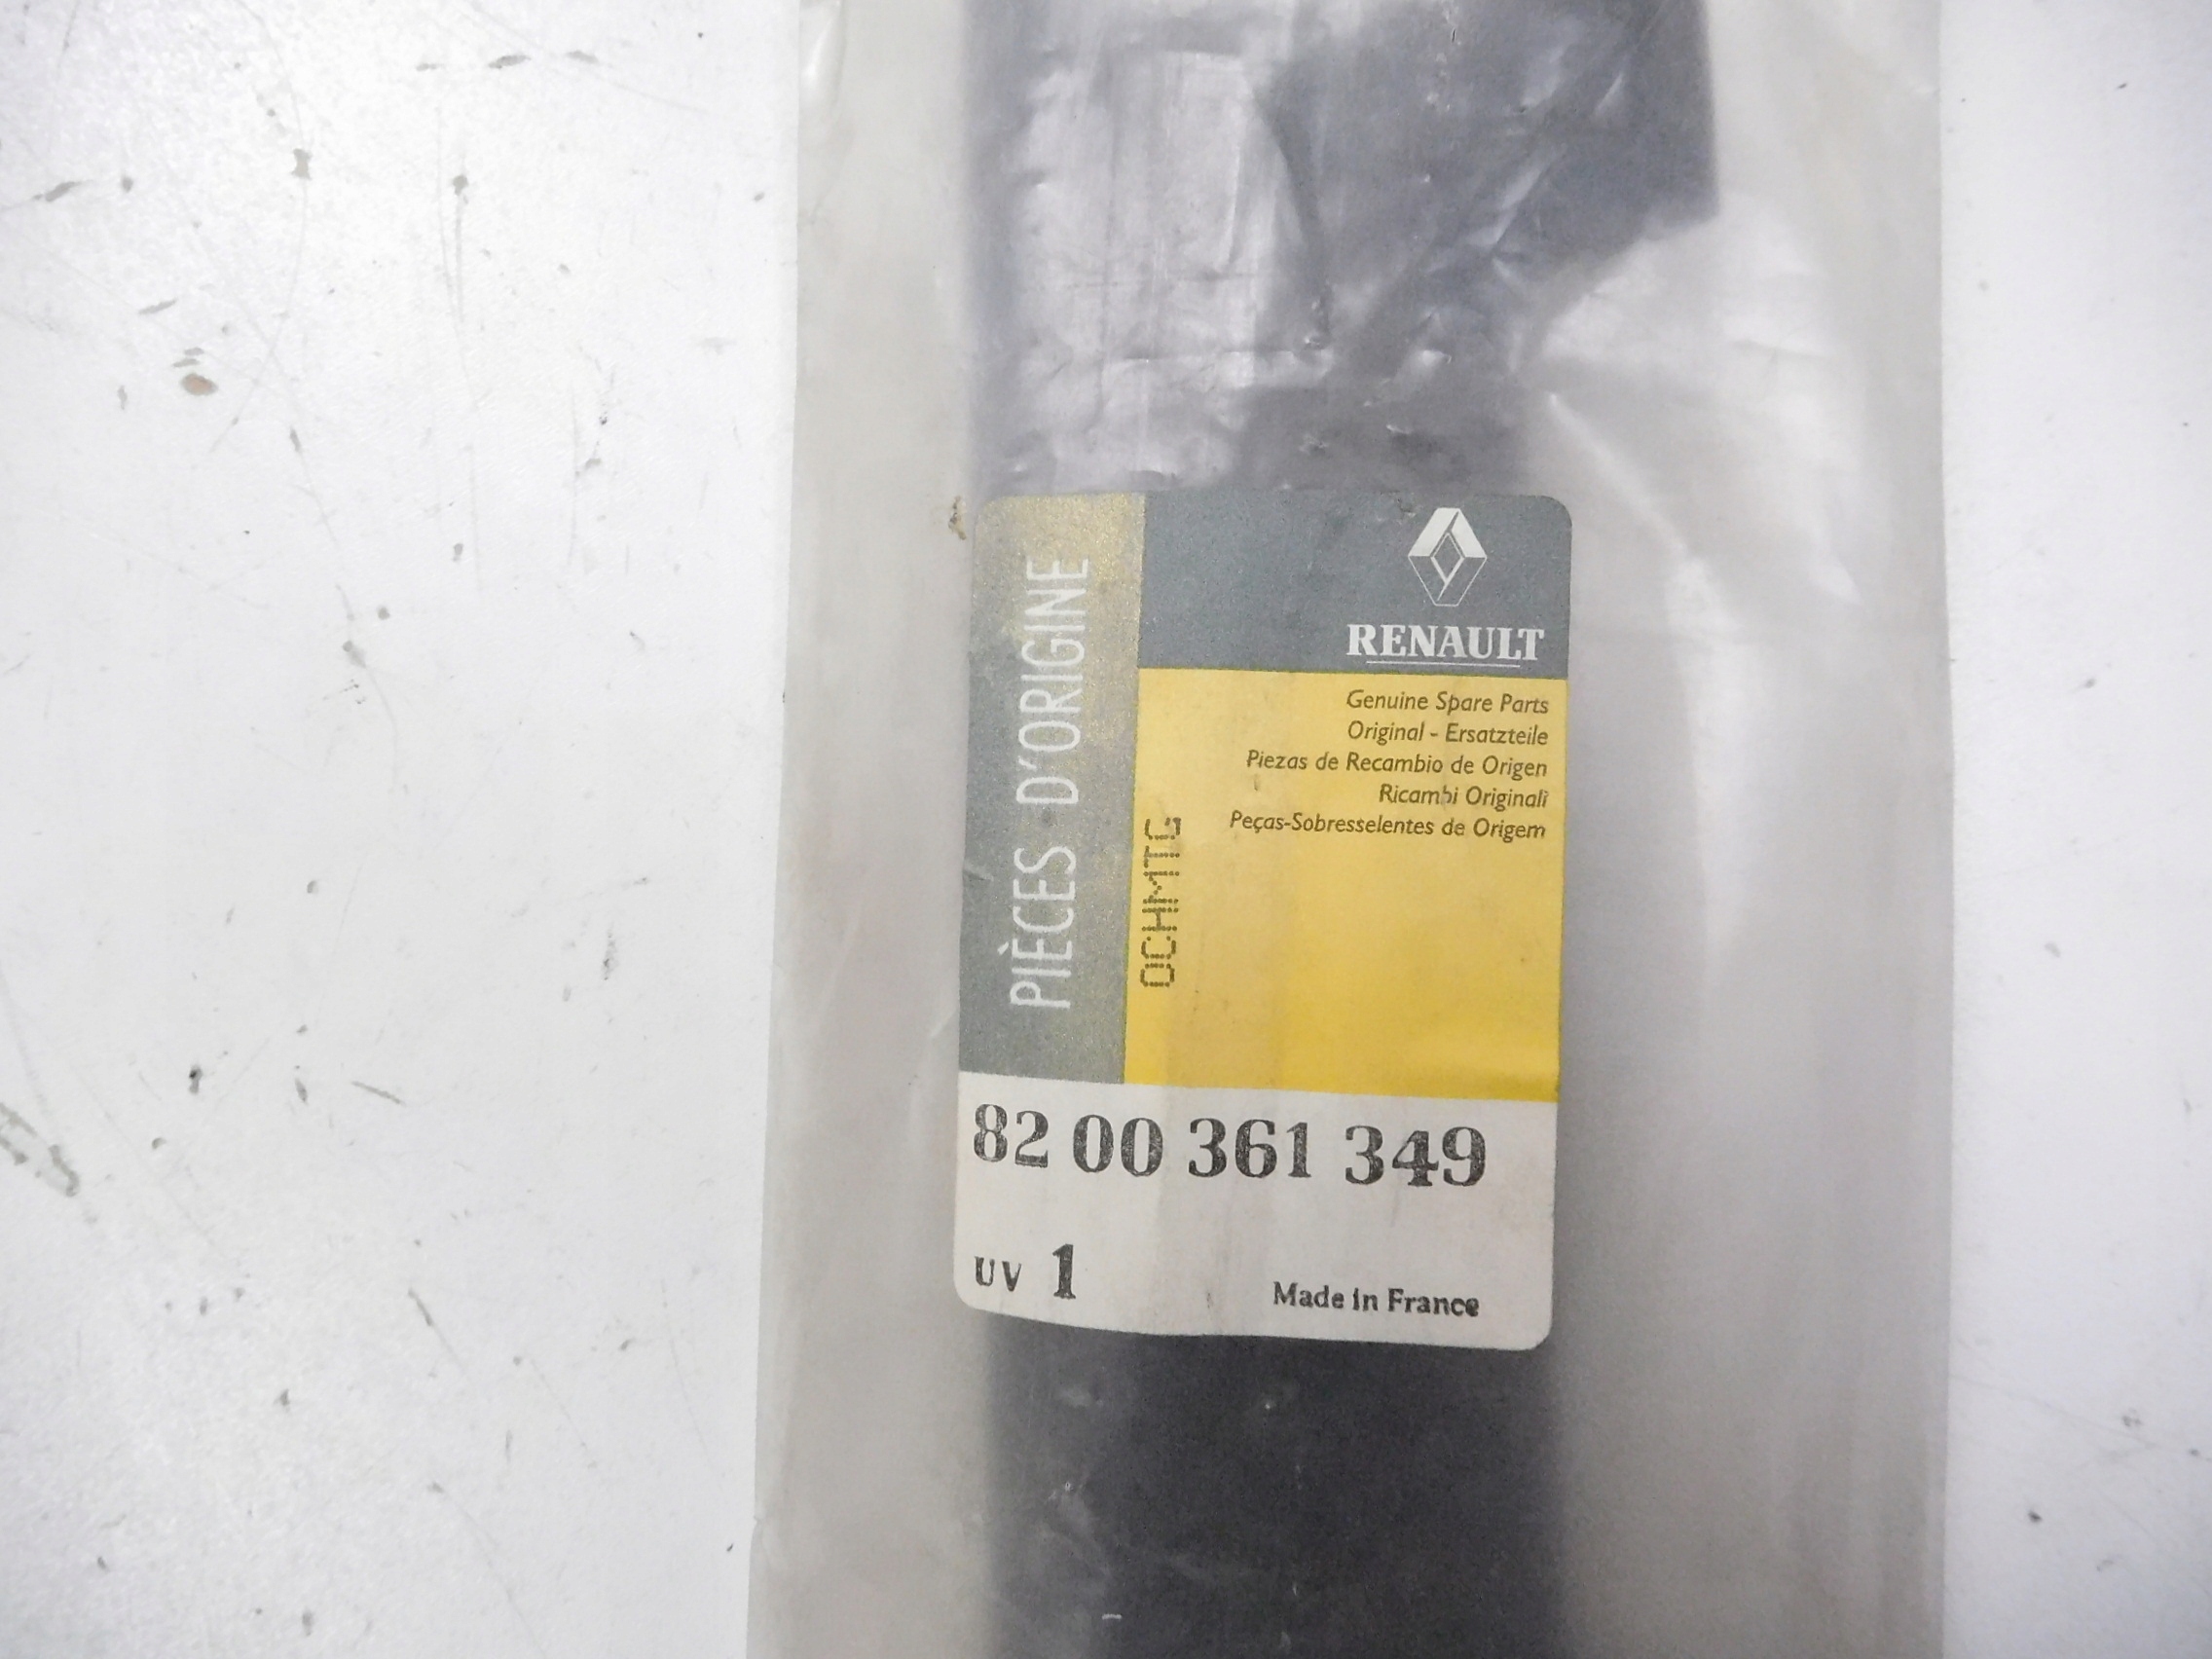 PIÈCES D'ORIGINE
RENAULT
Genuine Spare Parts
Original - Ersatzteile
Piezas de Recambio de Origen
Ricambi Originali
Peças-Sobresselentes de Origem
82 00 361 349
UV 1
Made in France